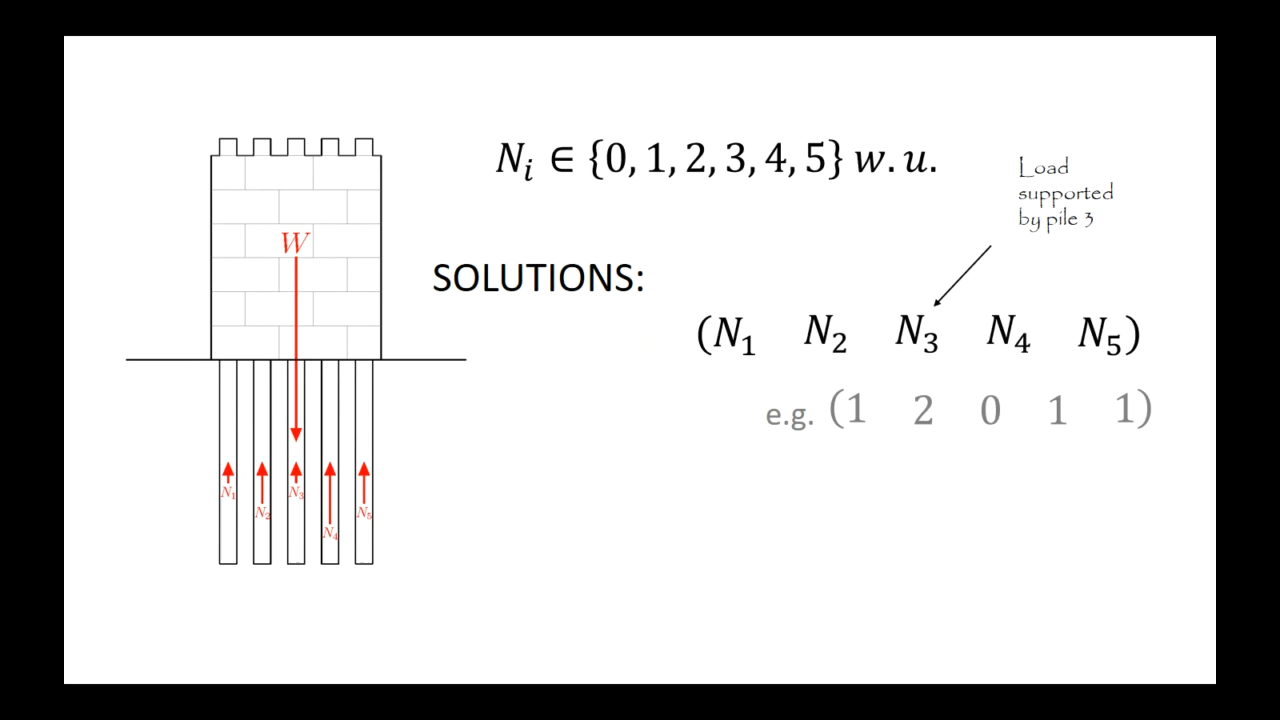 Nᵢ ∈ {0, 1, 2, 3, 4, 5} w. u.
Load
supported
by pile 3
SOLUTIONS:
(N₁ N₂ N₃ N₄ N₅)
e.g. (1 2 0 1 1)
W
N₁
N₂
N₃
N₄
N₅